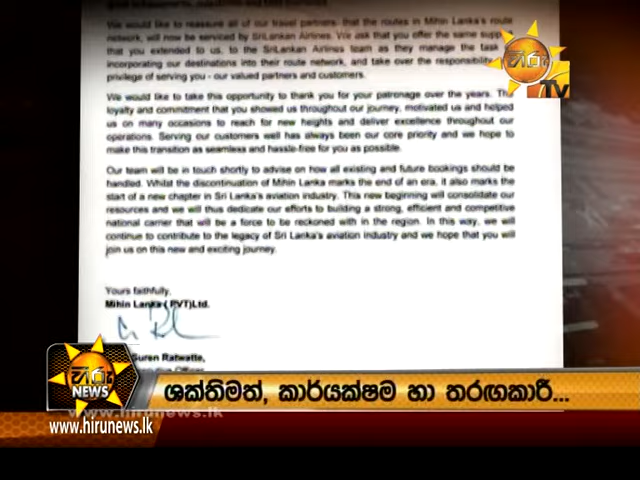 We would like to reassure all of our travel partners, that the routes in Mihin Lanka's route
network, will now be serviced by SriLankan Airlines. We ask that you offer the same
that you extended to us, to the SriLankan Airlines team as they manage the task
incorporating our destinations into their route network, and take over the responsibility
privilege of serving you - our valued partners and customers.
We would like to take this opportunity to thank you for your patronage over the years. The
loyalty and commitment that you showed us throughout our journey, motivated us and helped
us on many occasions to reach for new heights and deliver excellence throughout our
operations. Serving our customers well has always been our core priority and we hope to
make this transition as seamless and hassle-free for you as possible.
Our team will be in touch shortly to advise on how all existing and future bookings should be
handled. Whilst the discontinuation of Mihin Lanka marks the end of an era, it also marks the
start of a new chapter in Sri Lanka's aviation industry. This new beginning will consolidate our
resources and we will thus dedicate our efforts to building a strong, efficient and competitive
national carrier that will be a force to be reckoned with in the region. In this way, we will
continue to contribute to the legacy of Sri Lanka's aviation industry and we hope that you will
join us on this new and exciting journey.
Yours faithfully,
Mihin Lanka (PVT)Ltd.
Suren Ratwatte,
හිරු
TV
හිරු
NEWS
ශක්තිමත්, කාර්යක්ෂම හා තරඟකාරී...
www.hirunews.lk
www.hirunews.lk